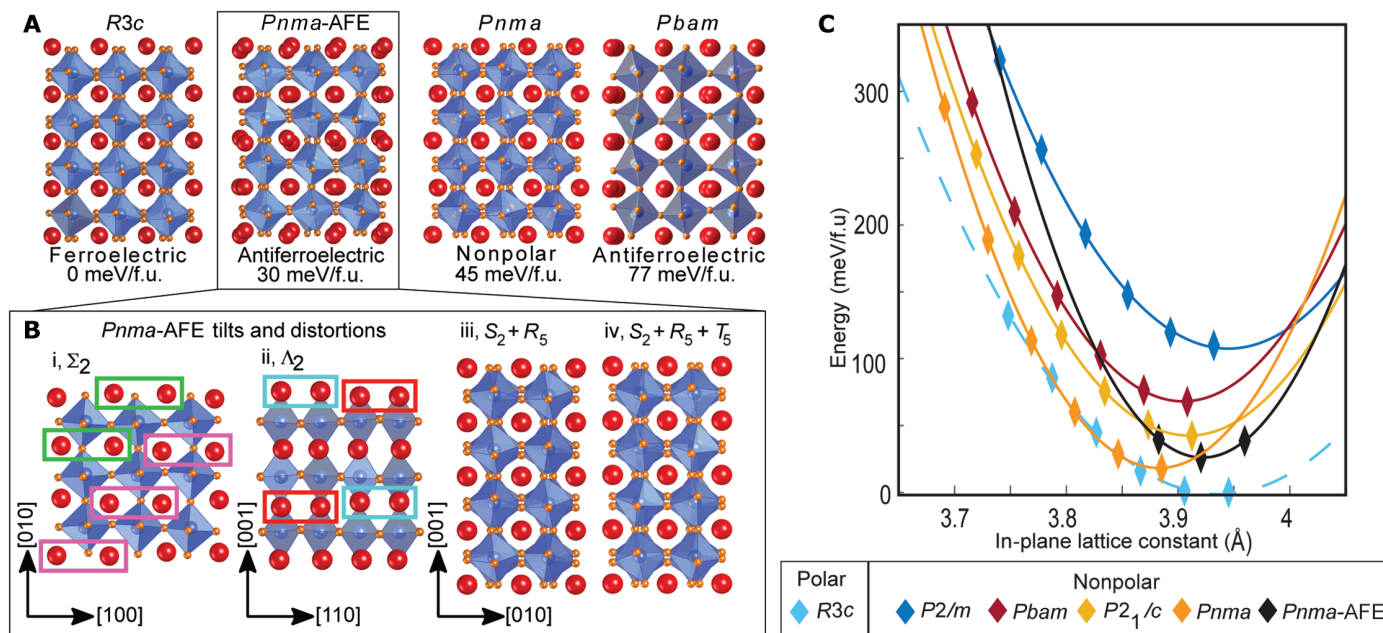 A
R3c
Pnma-AFE
Pnma
Pbam
Ferroelectric
0 meV/f.u.
Antiferroelectric
30 meV/f.u.
Nonpolar
45 meV/f.u.
Antiferroelectric
77 meV/f.u.
B
Pnma-AFE tilts and distortions
i, Σ2
ii, Λ2
iii, S2 + R5
iv, S2 + R5 + T5
[010]
[100]
[001]
[110]
[001]
[010]
C
Energy (meV/f.u)
300
200
100
0
3.7
3.8
3.9
4
In-plane lattice constant (Å)
Polar
R3c
Nonpolar
P2/m
Pbam
P21/c
Pnma
Pnma-AFE